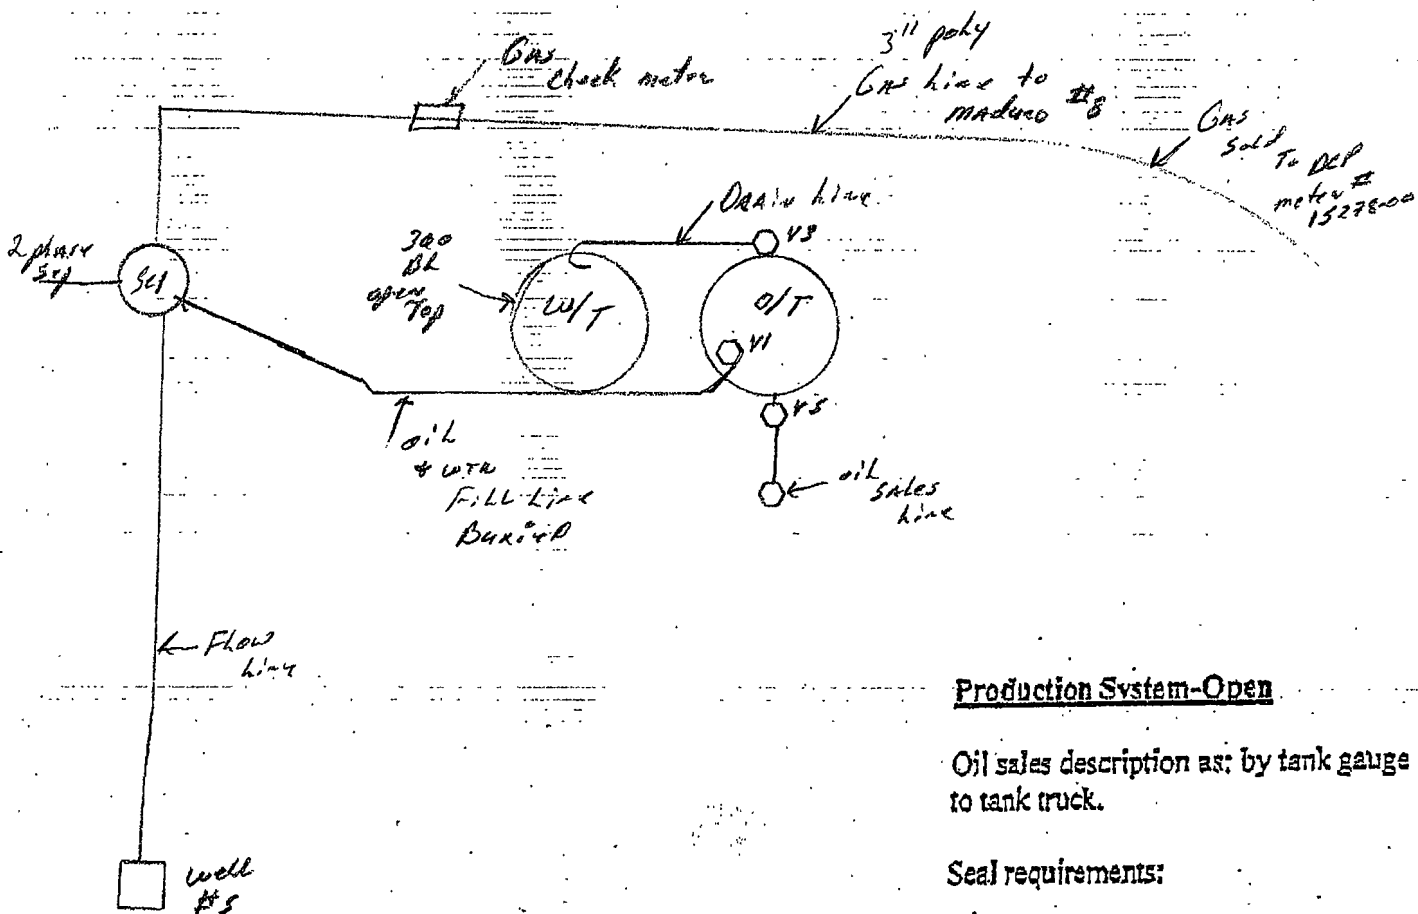 Gas
check meter
3" poly
Gas line to
Maduro #8
Gas
Sold
To DCP
meter #
15278-00
Drain Line
V3
300
BL
open
Top
W/T
O/T
V1
V5
2 phase
Sep
Sep
oil
& WTR
Fill Line
Buried
oil
Sales
Line
Flow
Line
well
#5
Production System-Open
Oil sales description as: by tank gauge
to tank truck.
Seal requirements: